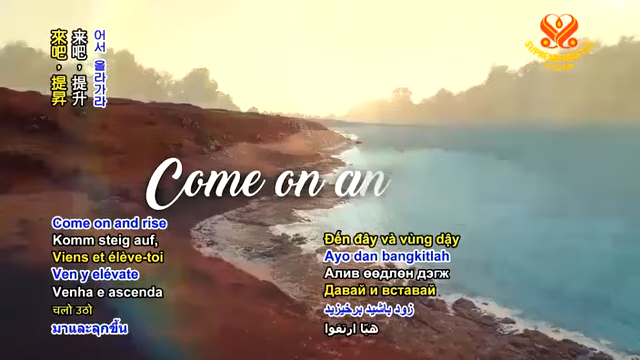 어서 올라가라
来吧，提升
來吧，提昇
Come on an
Come on and rise
Komm steig auf,
Viens et élève-toi
Ven y elévate
Venha e ascenda
चलो उठो
มาและลุกขึ้น
Đến đây và vùng dậy
Ayo dan bangkitlah
Алив өөдлөн дэгж
Давай и вставай
زود باشید برخیزید
هيّا ارتقوا